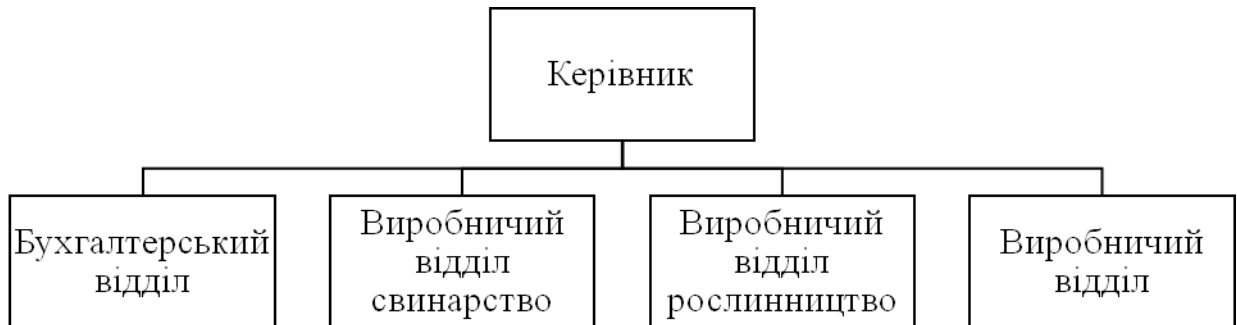 Керівник
Бухгалтерський
відділ
Виробничий
відділ
свинарство
Виробничий
відділ
рослинництво
Виробничий
відділ